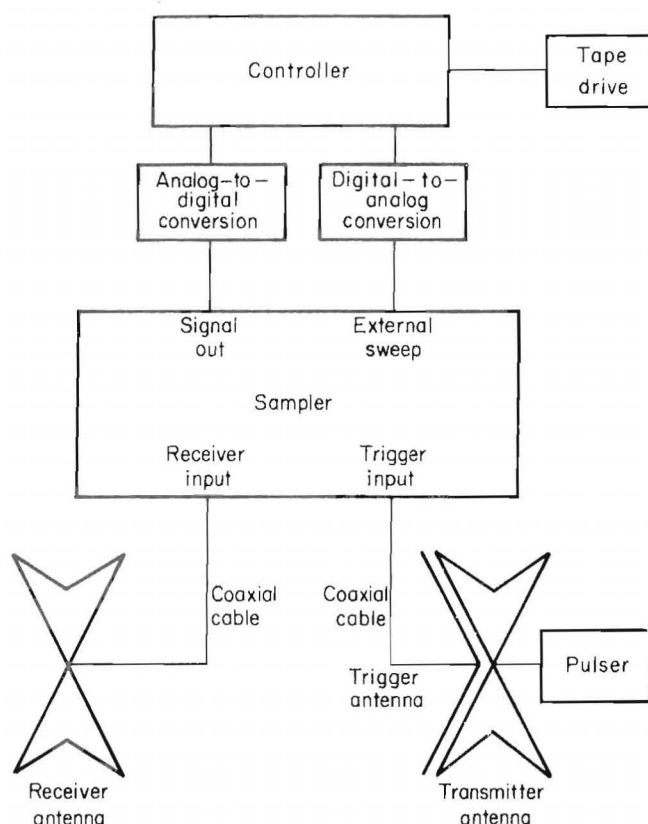 Controller
Tape
drive
Analog-to-
digital
conversion
Digital-to-
analog
conversion
Signal
out
External
sweep
Sampler
Receiver
input
Trigger
input
Coaxial
cable
Coaxial
cable
Trigger
antenna
Pulser
Receiver
antenna
Transmitter
antenna